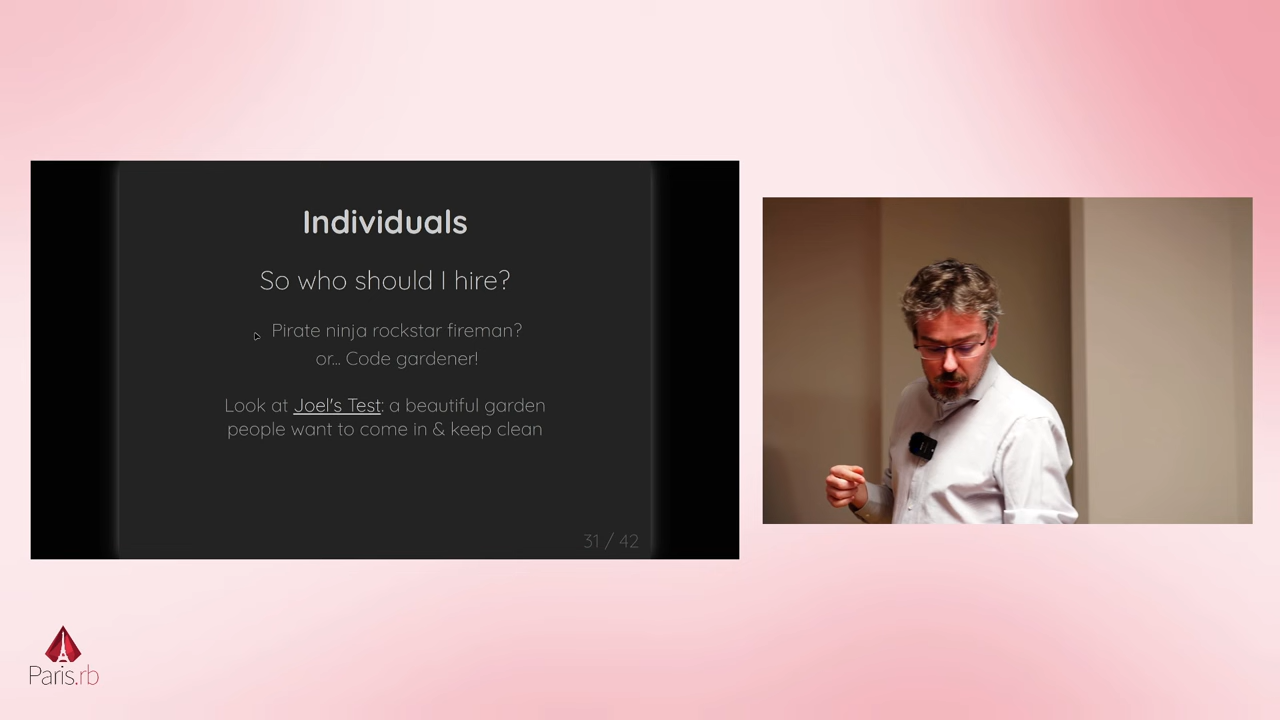 Individuals
So who should I hire?
Pirate ninja rockstar fireman?
or... Code gardener!
Look at Joel's Test: a beautiful garden
people want to come in & keep clean
31 / 42
Paris.rb